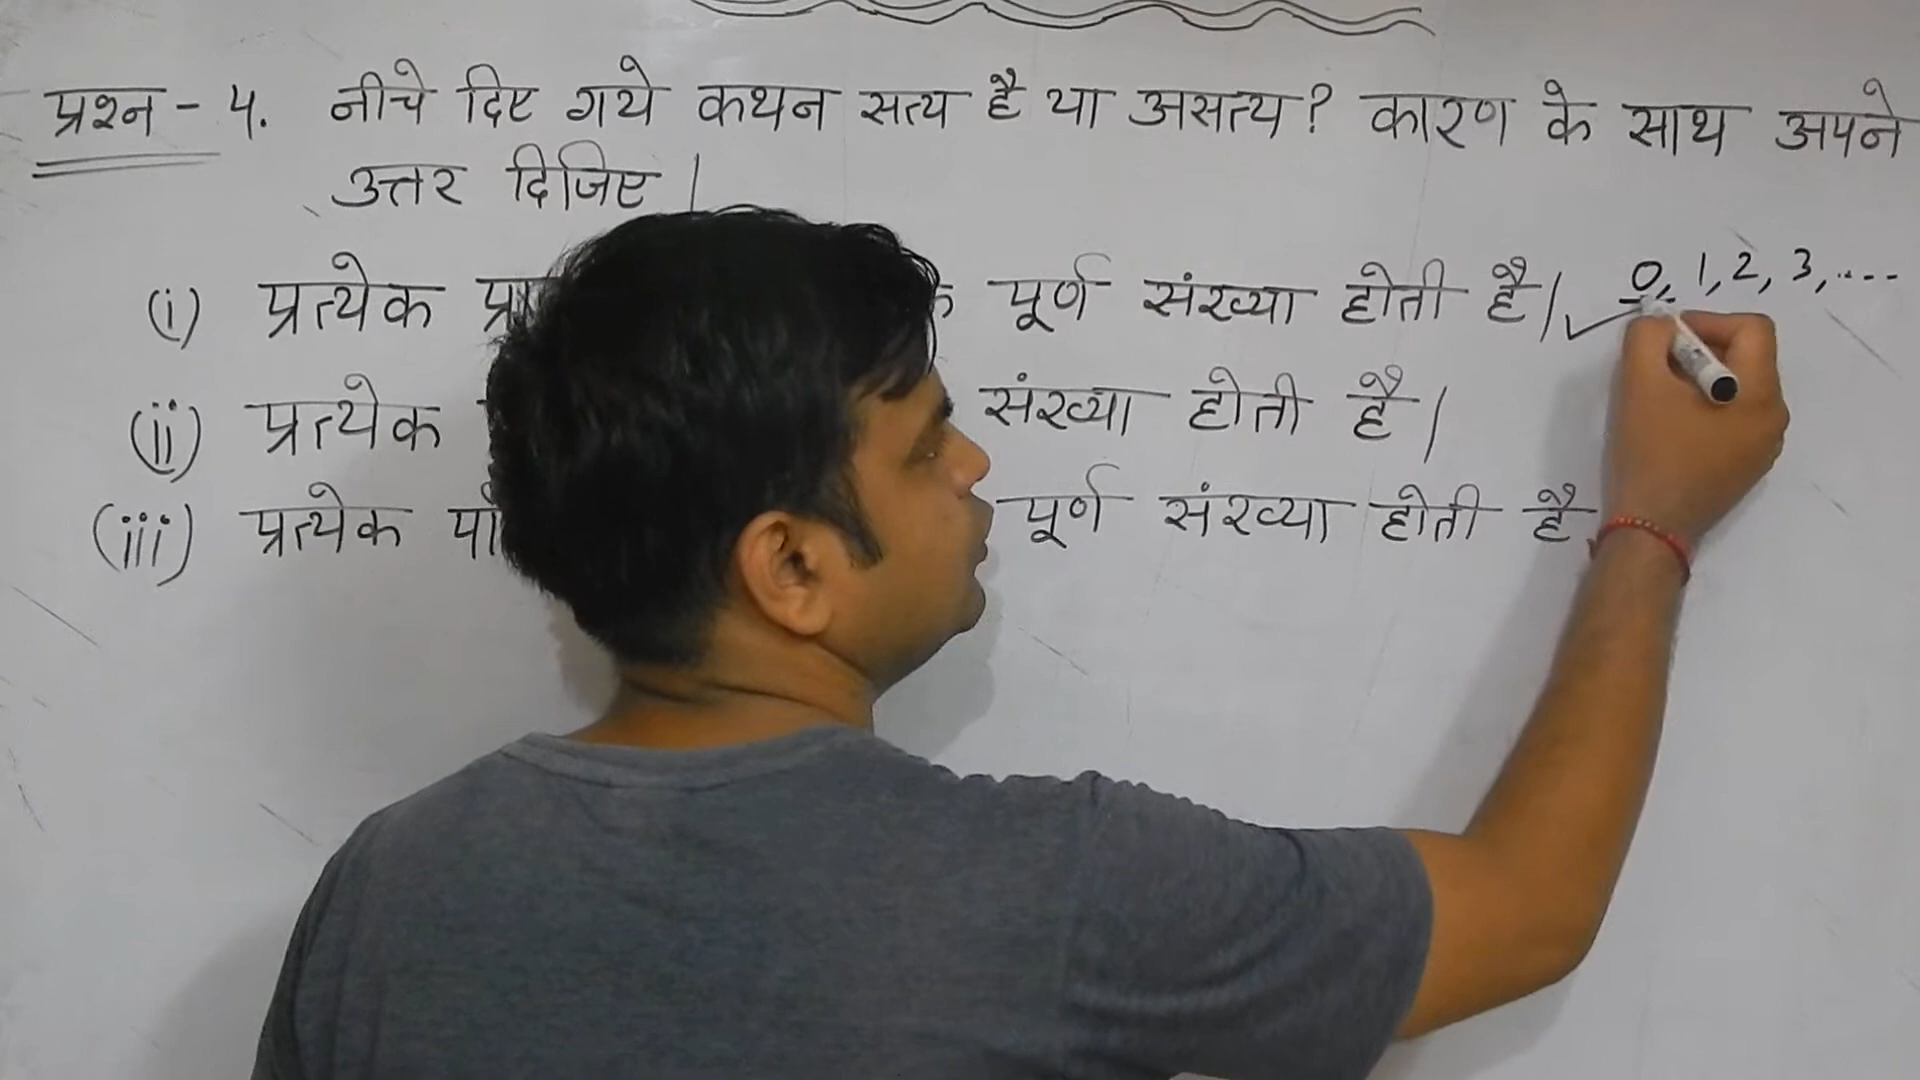 प्रश्न - 4. नीचे दिए गये कथन सत्य है या असत्य? कारण के साथ अपने
उत्तर दिजिए |
(i) प्रत्येक पूर्ण संख्या होती है| 0, 1, 2, 3, ....
(ii) प्रत्येक संख्या होती है |
(iii) प्रत्येक पूर्ण संख्या होती है